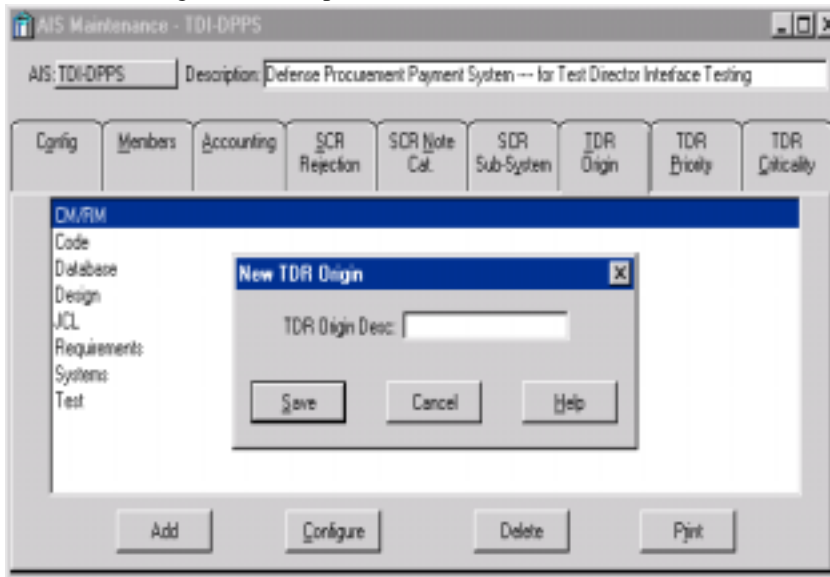 AIS Maintenance - TDI-DPPS
AIS: TDI-DPPS Description: Defense Procurement Payment System --- for Test Director Interface Testing
Config Members Accounting SCR Rejection SCR Note Cat. SCR Sub-System TDR Origin TDR Priority TDR Criticality
CM/RM
Code
Database
Design
JCL
Requirements
Systems
Test
New TDR Origin
TDR Origin Desc:
Save Cancel Help
Add Configure Delete Print